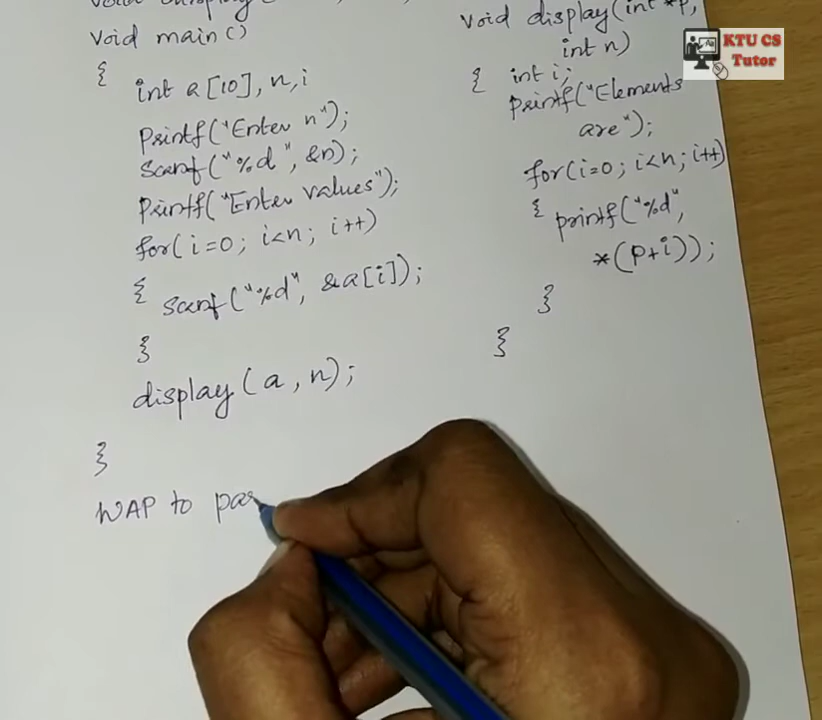 void main()
{ int a[10], n, i
printf("Enter n");
scanf("%d", &n);
printf("Enter values");
for( i=0; i<n; i++)
{ scanf("%d", &a[i]);
}
display(a, n);
}
WAP to pas
void display(int *p,
int n)
{ int i;
printf("Elements
are");
for(i=0; i<n; i++)
{ printf("%d",
*(p+i));
}
}
KTU CS
Tutor